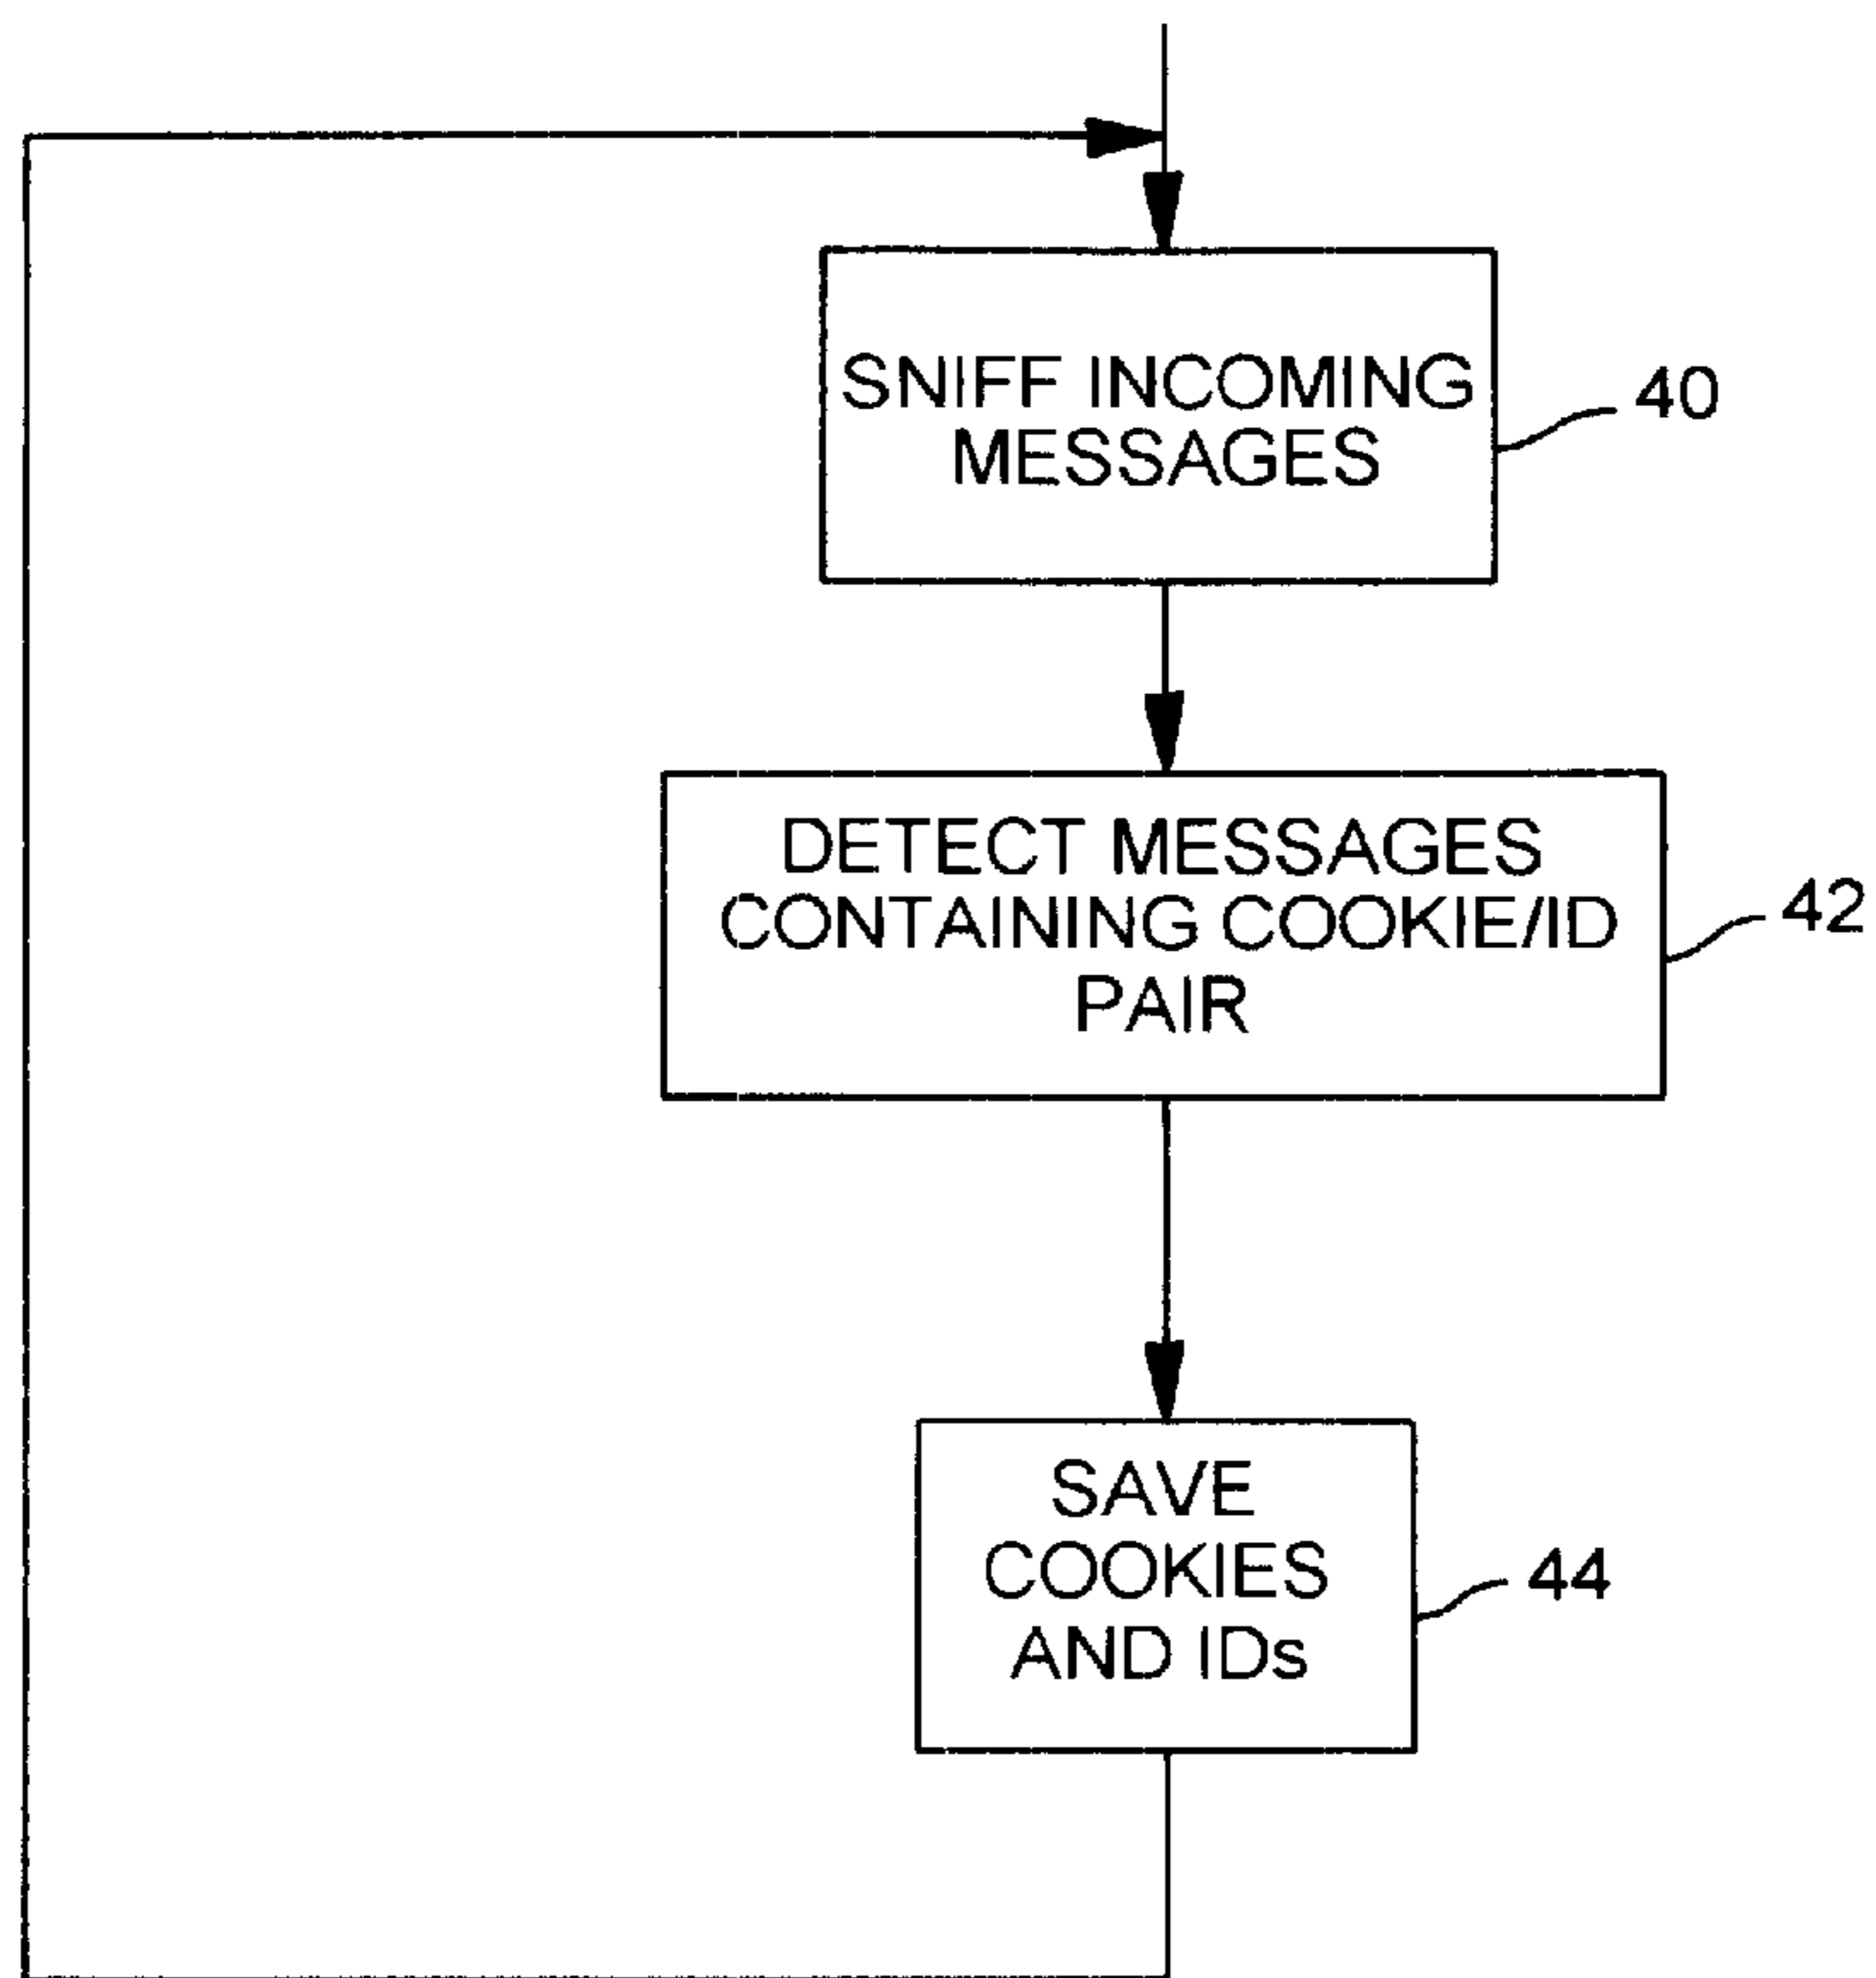 SNIFF INCOMING
MESSAGES
40
DETECT MESSAGES
CONTAINING COOKIE/ID
PAIR
42
SAVE
COOKIES
AND IDs
44